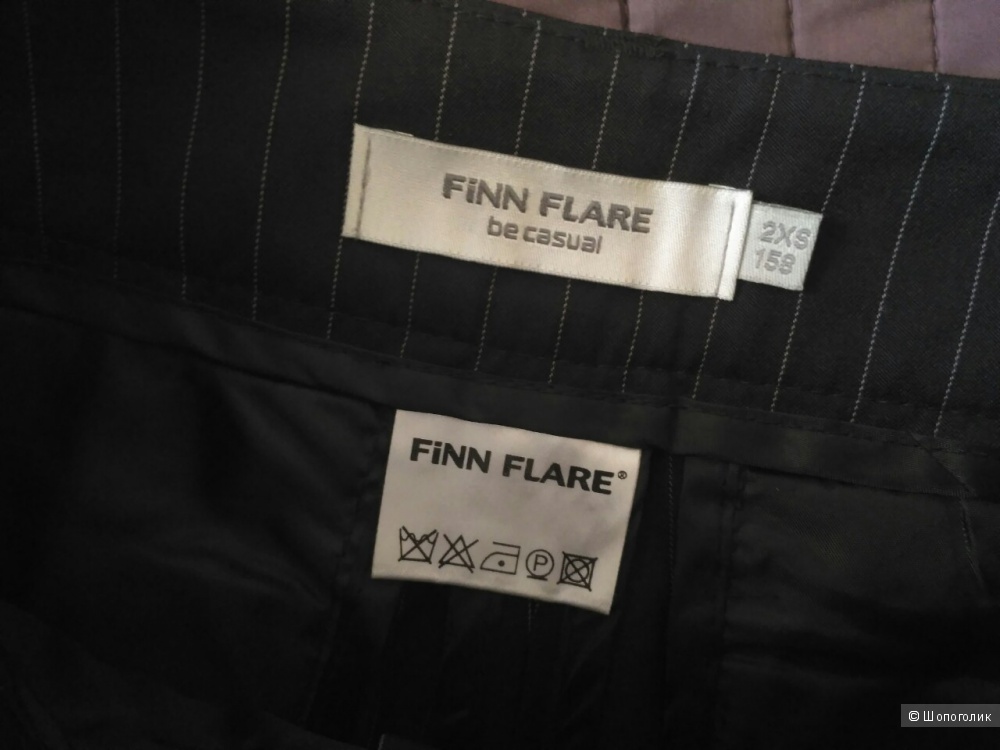 FiNN FLARE
be casual
2XS
158
FiNN FLARE®
P
© Шопоголик